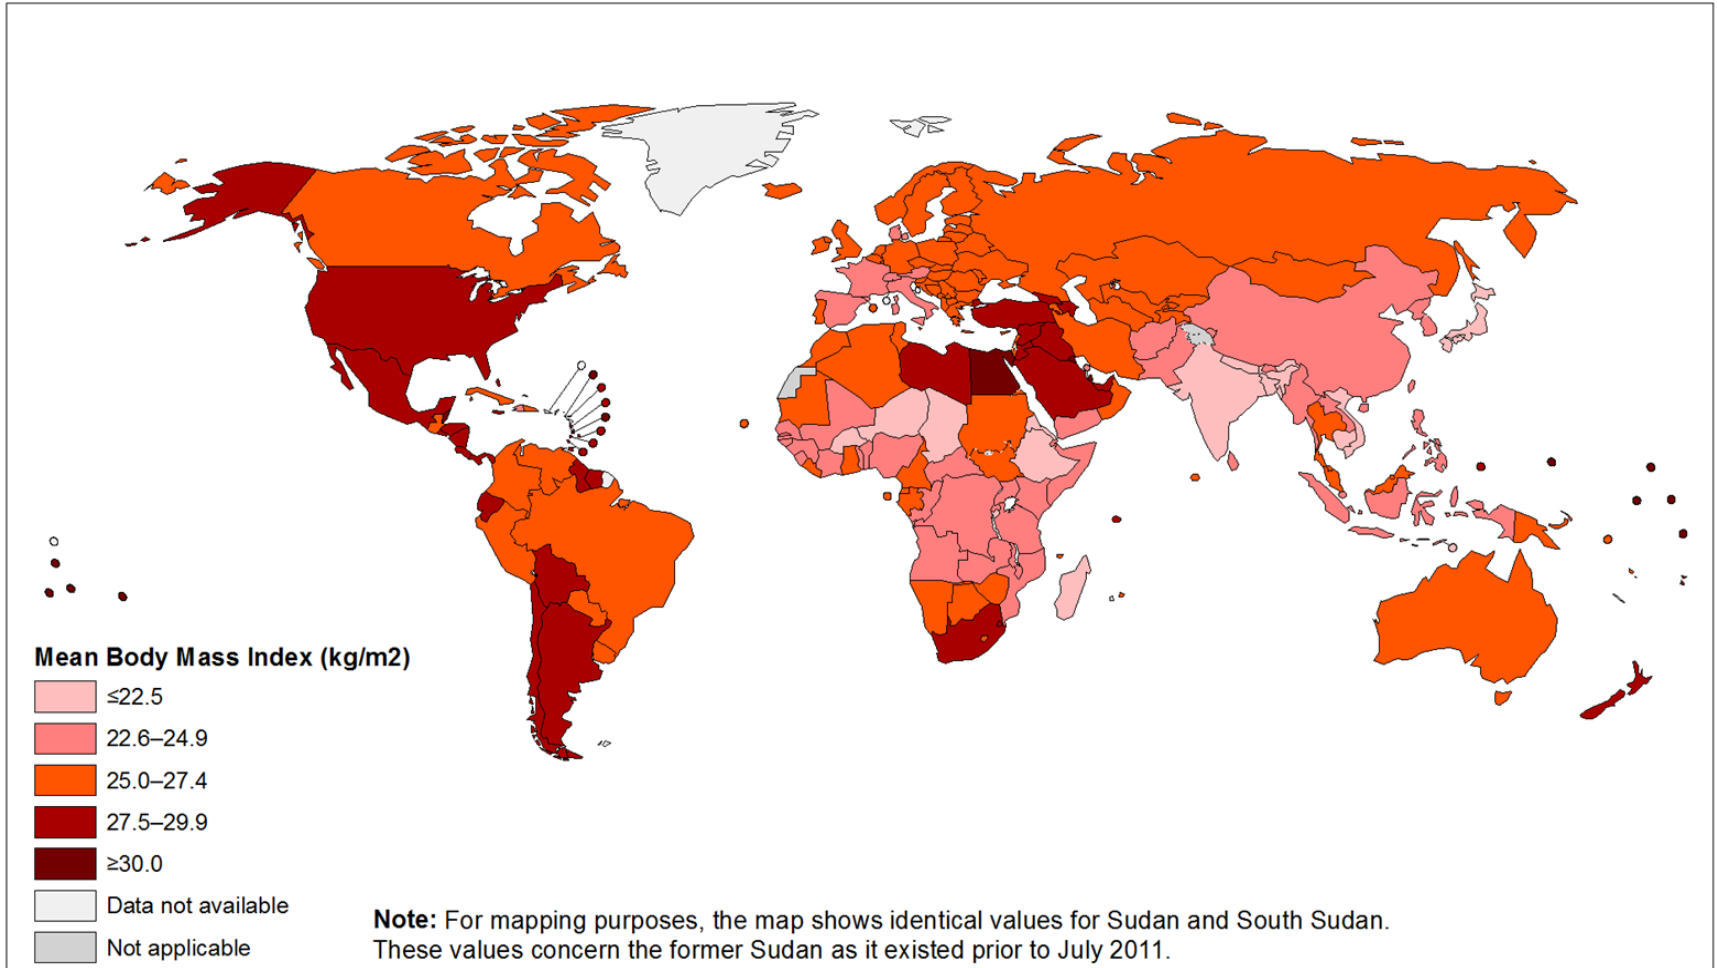 Mean Body Mass Index (kg/m2)
≤22.5
22.6–24.9
25.0–27.4
27.5–29.9
≥30.0
Data not available
Not applicable
Note: For mapping purposes, the map shows identical values for Sudan and South Sudan.
These values concern the former Sudan as it existed prior to July 2011.